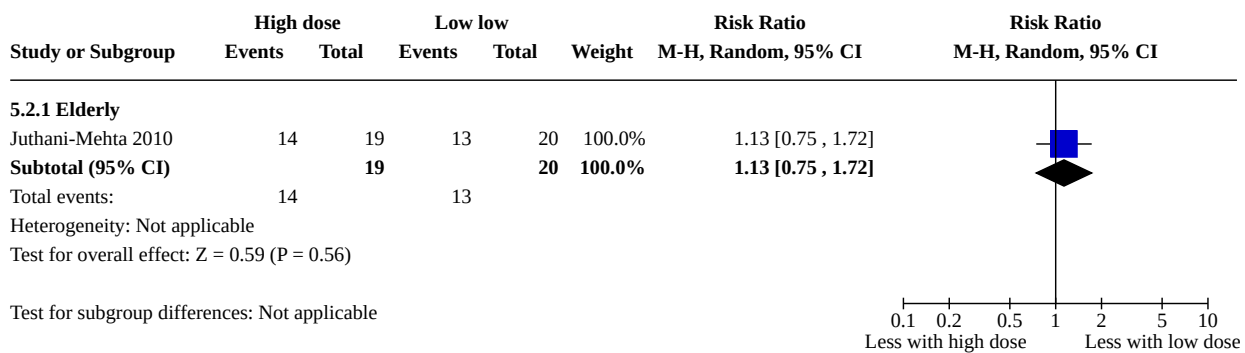 High dose Low low Risk Ratio Risk Ratio
Study or Subgroup Events Total Events Total Weight M-H, Random, 95% CI M-H, Random, 95% CI
5.2.1 Elderly
Juthani-Mehta 2010 14 19 13 20 100.0% 1.13 [0.75 , 1.72]
Subtotal (95% CI) 19 20 100.0% 1.13 [0.75 , 1.72]
Total events: 14 13
Heterogeneity: Not applicable
Test for overall effect: Z = 0.59 (P = 0.56)
Test for subgroup differences: Not applicable
0.1 0.2 0.5 1 2 5 10
Less with high dose Less with low dose